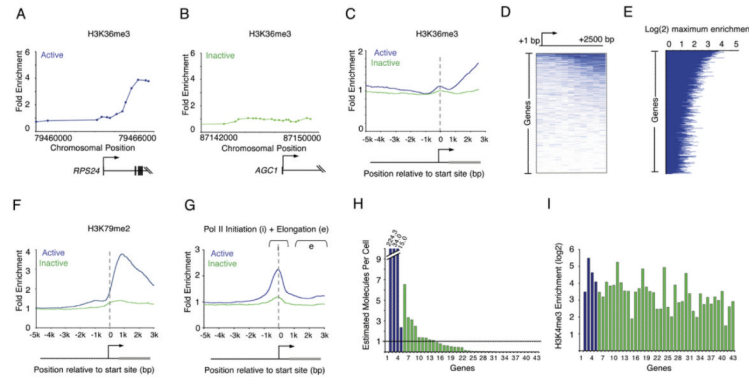 A
H3K36me3
Active
Fold Enrichment
6
4
2
0
79460000
79466000
Chromosomal Position
RPS24
B
H3K36me3
Inactive
Fold Enrichment
6
4
2
0
87142000
87150000
Chromosomal Position
AGC1
C
H3K36me3
Active
Inactive
Fold Enrichment
2
1
0
-5k -4k -3k -2k -1k 0 1k 2k 3k
Position relative to start site (bp)
D
+1 bp
+2500 bp
Genes
E
Log(2) maximum enrichment
0 1 2 3 4 5
Genes
F
H3K79me2
Active
Inactive
Fold Enrichment
4
3
2
1
0
-5k -4k -3k -2k -1k 0 1k 2k 3k
Position relative to start site (bp)
G
Pol II Initiation (i) + Elongation (e)
i
e
Active
Inactive
Fold Enrichment
3
2
1
0
-5k -4k -3k -2k -1k 0 1k 2k 3k
Position relative to start site (bp)
H
224.3
34.0
15.0
Estimated Molecules Per Cell
9
7
5
3
1
1 4 7 10 13 16 19 22 25 28 31 34 37 40 43
Genes
I
H3K4me3 Enrichment (log2)
6
5
4
3
2
1
0
1 4 7 10 13 16 19 22 25 28 31 34 37 40 43
Genes